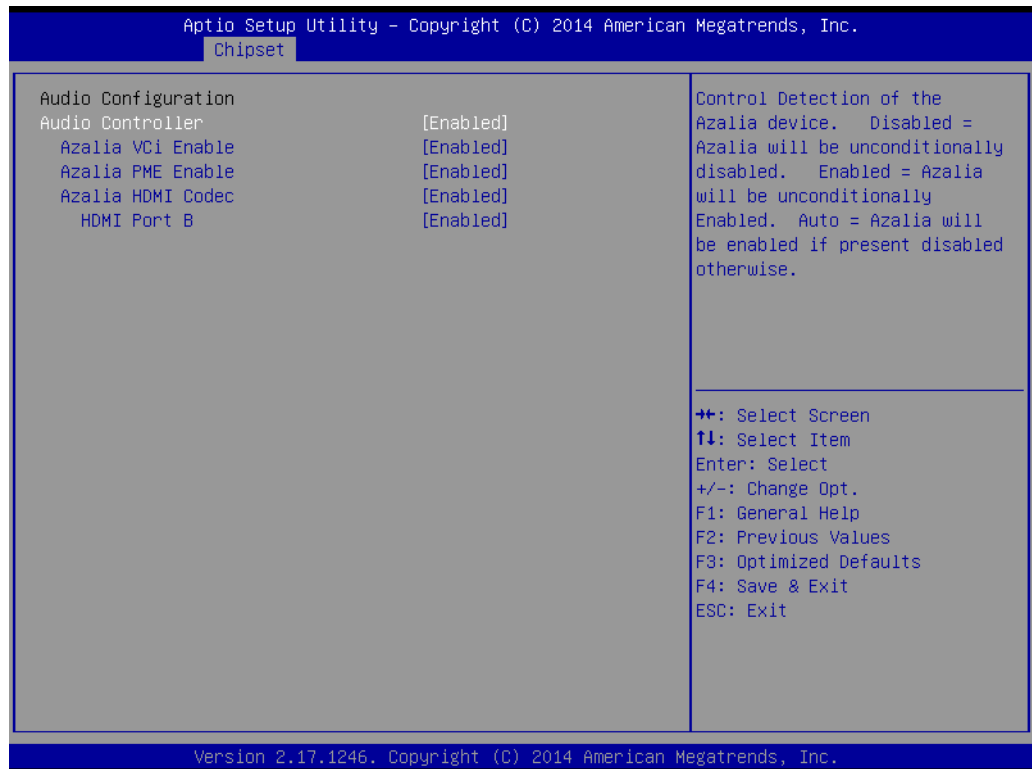 Aptio Setup Utility – Copyright (C) 2014 American Megatrends, Inc.
Chipset
Audio Configuration
Audio Controller [Enabled]
Azalia VCi Enable [Enabled]
Azalia PME Enable [Enabled]
Azalia HDMI Codec [Enabled]
HDMI Port B [Enabled]
Control Detection of the
Azalia device. Disabled =
Azalia will be unconditionally
disabled. Enabled = Azalia
will be unconditionally
Enabled. Auto = Azalia will
be enabled if present disabled
otherwise.
→←: Select Screen
↑↓: Select Item
Enter: Select
+/-: Change Opt.
F1: General Help
F2: Previous Values
F3: Optimized Defaults
F4: Save & Exit
ESC: Exit
Version 2.17.1246. Copyright (C) 2014 American Megatrends, Inc.